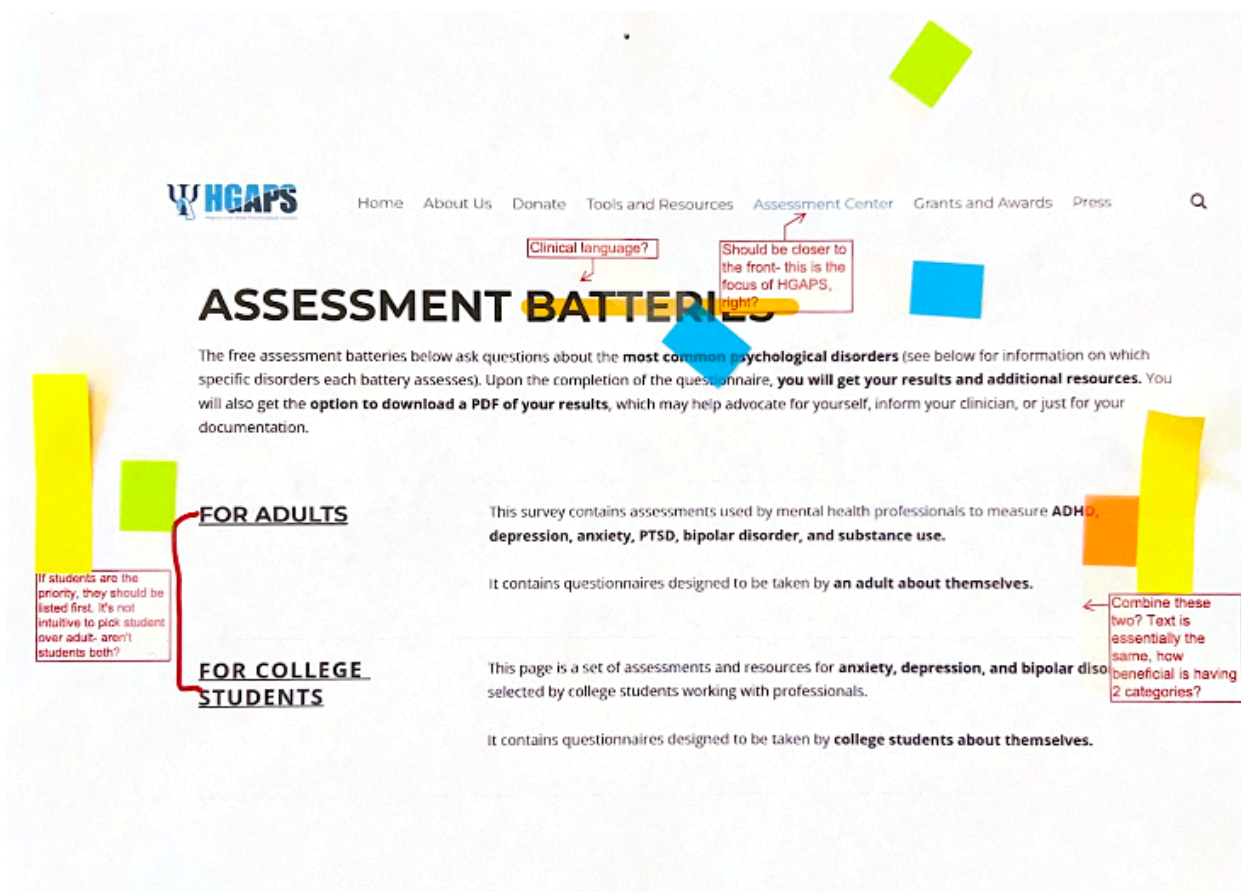 HGAPS
Home About Us Donate Tools and Resources Assessment Center Grants and Awards Press
Clinical language?
Should be closer to
the front- this is the
focus of HGAPS,
right?
ASSESSMENT BATTERIES
The free assessment batteries below ask questions about the most common psychological disorders (see below for information on which
specific disorders each battery assesses). Upon the completion of the questionnaire, you will get your results and additional resources. You
will also get the option to download a PDF of your results, which may help advocate for yourself, inform your clinician, or just for your
documentation.
FOR ADULTS
This survey contains assessments used by mental health professionals to measure ADHD,
depression, anxiety, PTSD, bipolar disorder, and substance use.
It contains questionnaires designed to be taken by an adult about themselves.
If students are the
priority, they should be
listed first. It's not
intuitive to pick student
over adult- aren't
students both?
Combine these
two? Text is
essentially the
same, how
beneficial is having
2 categories?
FOR COLLEGE
STUDENTS
This page is a set of assessments and resources for anxiety, depression, and bipolar diso
selected by college students working with professionals.
It contains questionnaires designed to be taken by college students about themselves.